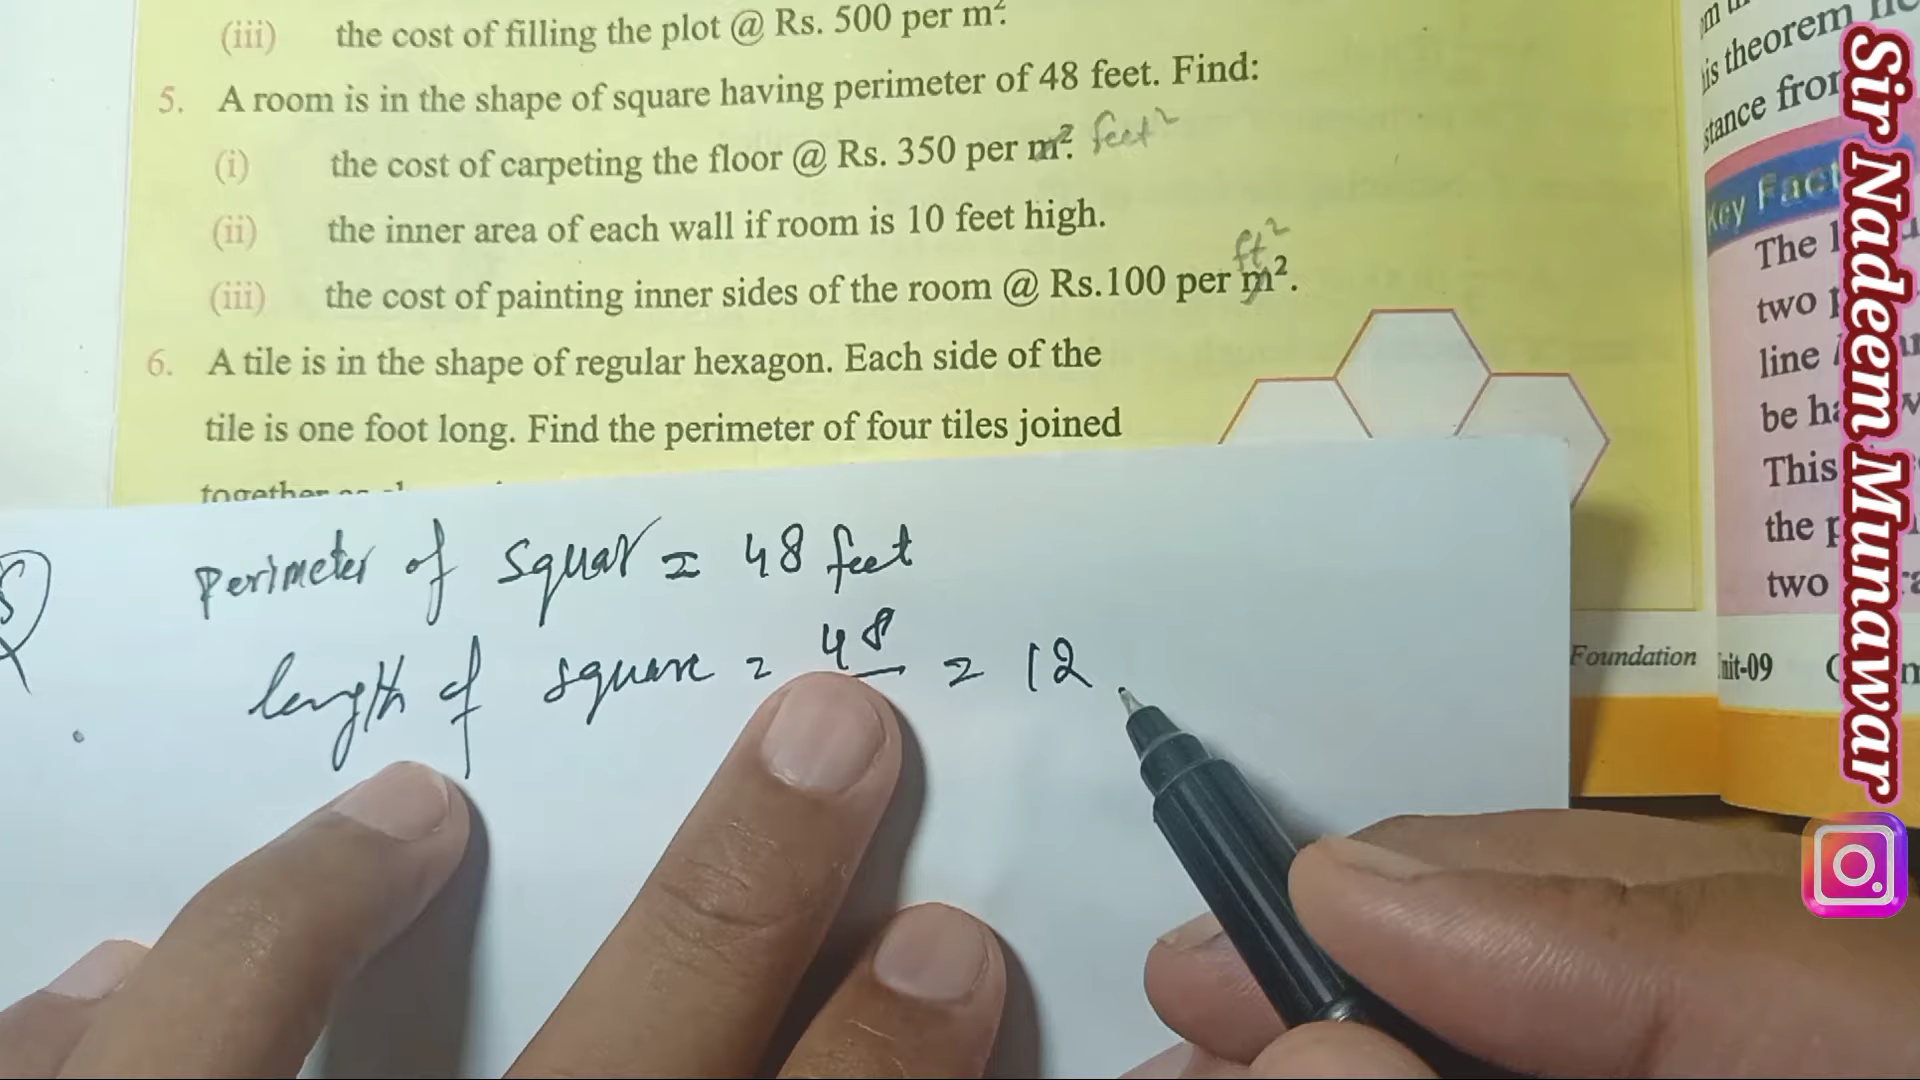 (iii) the cost of filling the plot @ Rs. 500 per m².
5. A room is in the shape of square having perimeter of 48 feet. Find:
(i) the cost of carpeting the floor @ Rs. 350 per m². feet²
(ii) the inner area of each wall if room is 10 feet high.
(iii) the cost of painting inner sides of the room @ Rs.100 per m². ft²
6. A tile is in the shape of regular hexagon. Each side of the
tile is one foot long. Find the perimeter of four tiles joined
together
Perimeter of squar = 48 feet
length of square = 48 = 12
theorem
stance from
Key Fact
The
two
line
be
This
the
two
Foundation
Unit-09
Sir Nadeem Munawar